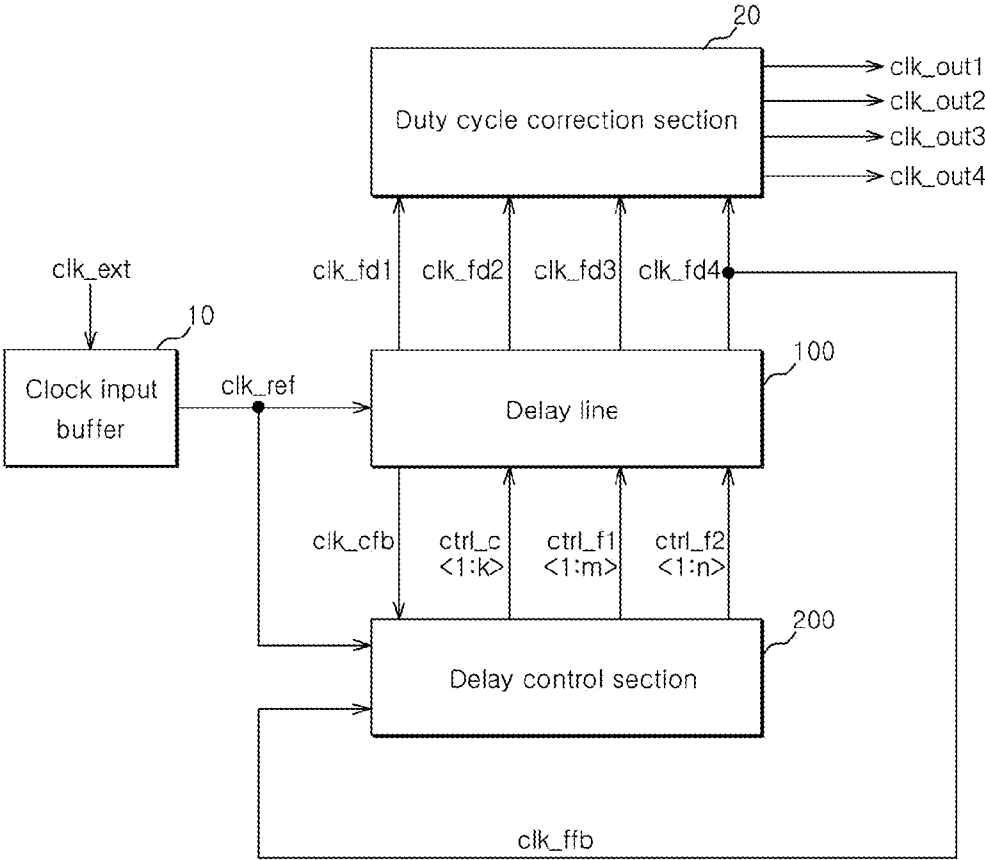 20
Duty cycle correction section
clk_out1
clk_out2
clk_out3
clk_out4
clk_ext
clk_fd1
clk_fd2
clk_fd3
clk_fd4
10
Clock input
buffer
clk_ref
100
Delay line
clk_cfb
ctrl_c
<1:k>
ctrl_f1
<1:m>
ctrl_f2
<1:n>
200
Delay control section
clk_ffb